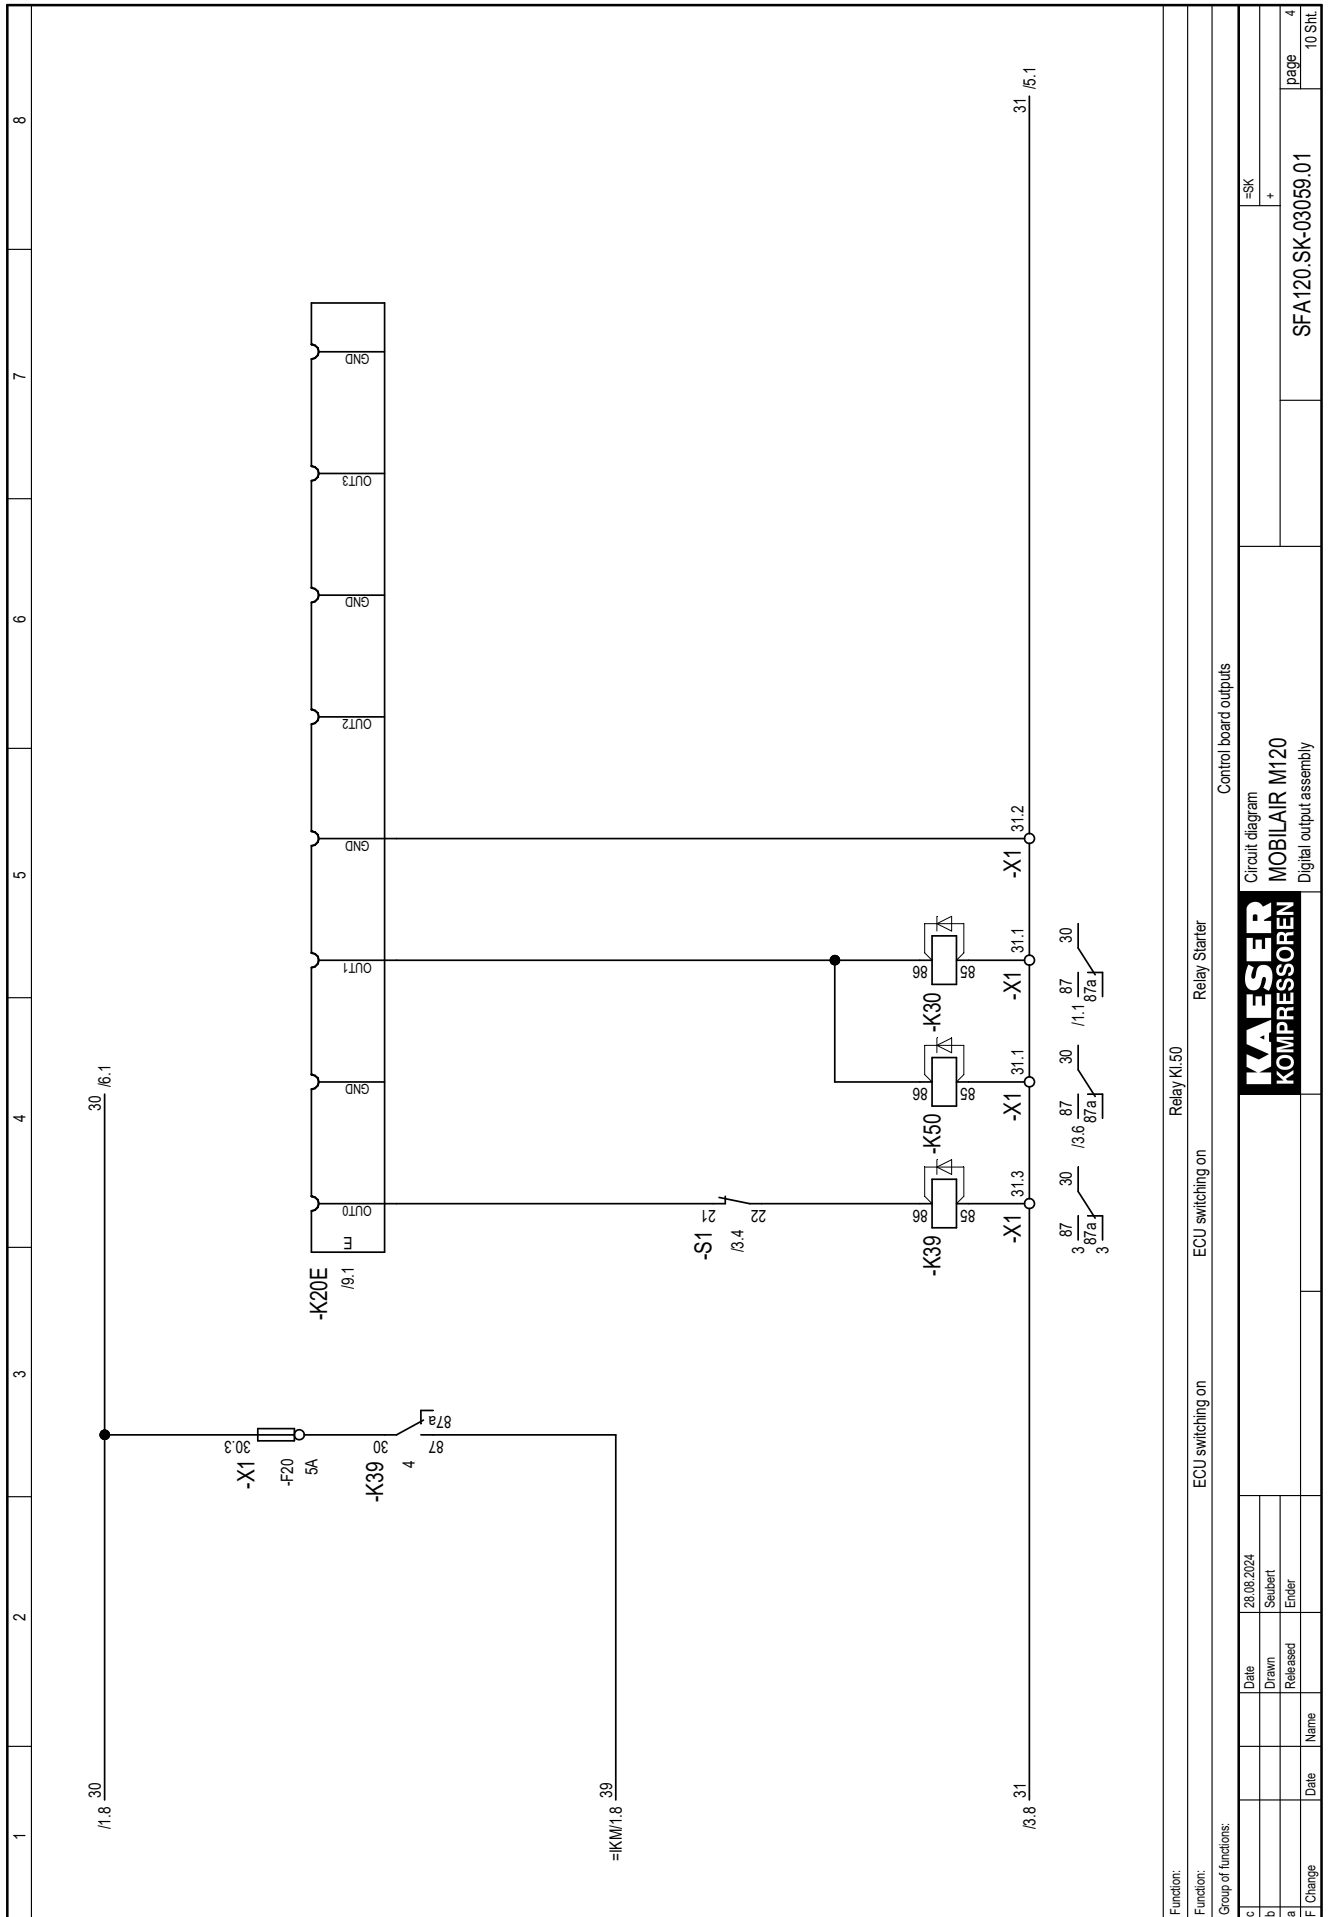 1
2
3
4
5
6
7
8
/1.8
30
30
/6.1
-X1
30.3
-F20
5A
-K39
30
4
87
87a
=IKM/1.8
39
-K20E
/9.1
E
OUT0
GND
OUT1
GND
OUT2
GND
OUT3
GND
-S1
21
/3.4
22
-K39
86
85
-K50
86
85
-K30
86
85
/3.8
31
-X1
31.3
-X1
31.1
-X1
31.1
-X1
31.2
31
/5.1
3
87
30
87a
3
/3.6
87
30
87a
/1.1
87
30
87a
Function:
Relay Kl.50
Function:
ECU switching on
ECU switching on
Relay Starter
Group of functions:
Control board outputs
c
b
a
F
Change
Date
Name
Date
28.08.2024
Drawn
Seubert
Released
Ender
KAESER
KOMPRESSOREN
Circuit diagram
MOBILAIR M120
Digital output assembly
=SK
+
SFA120.SK-03059.01
page
4
10 Sht.